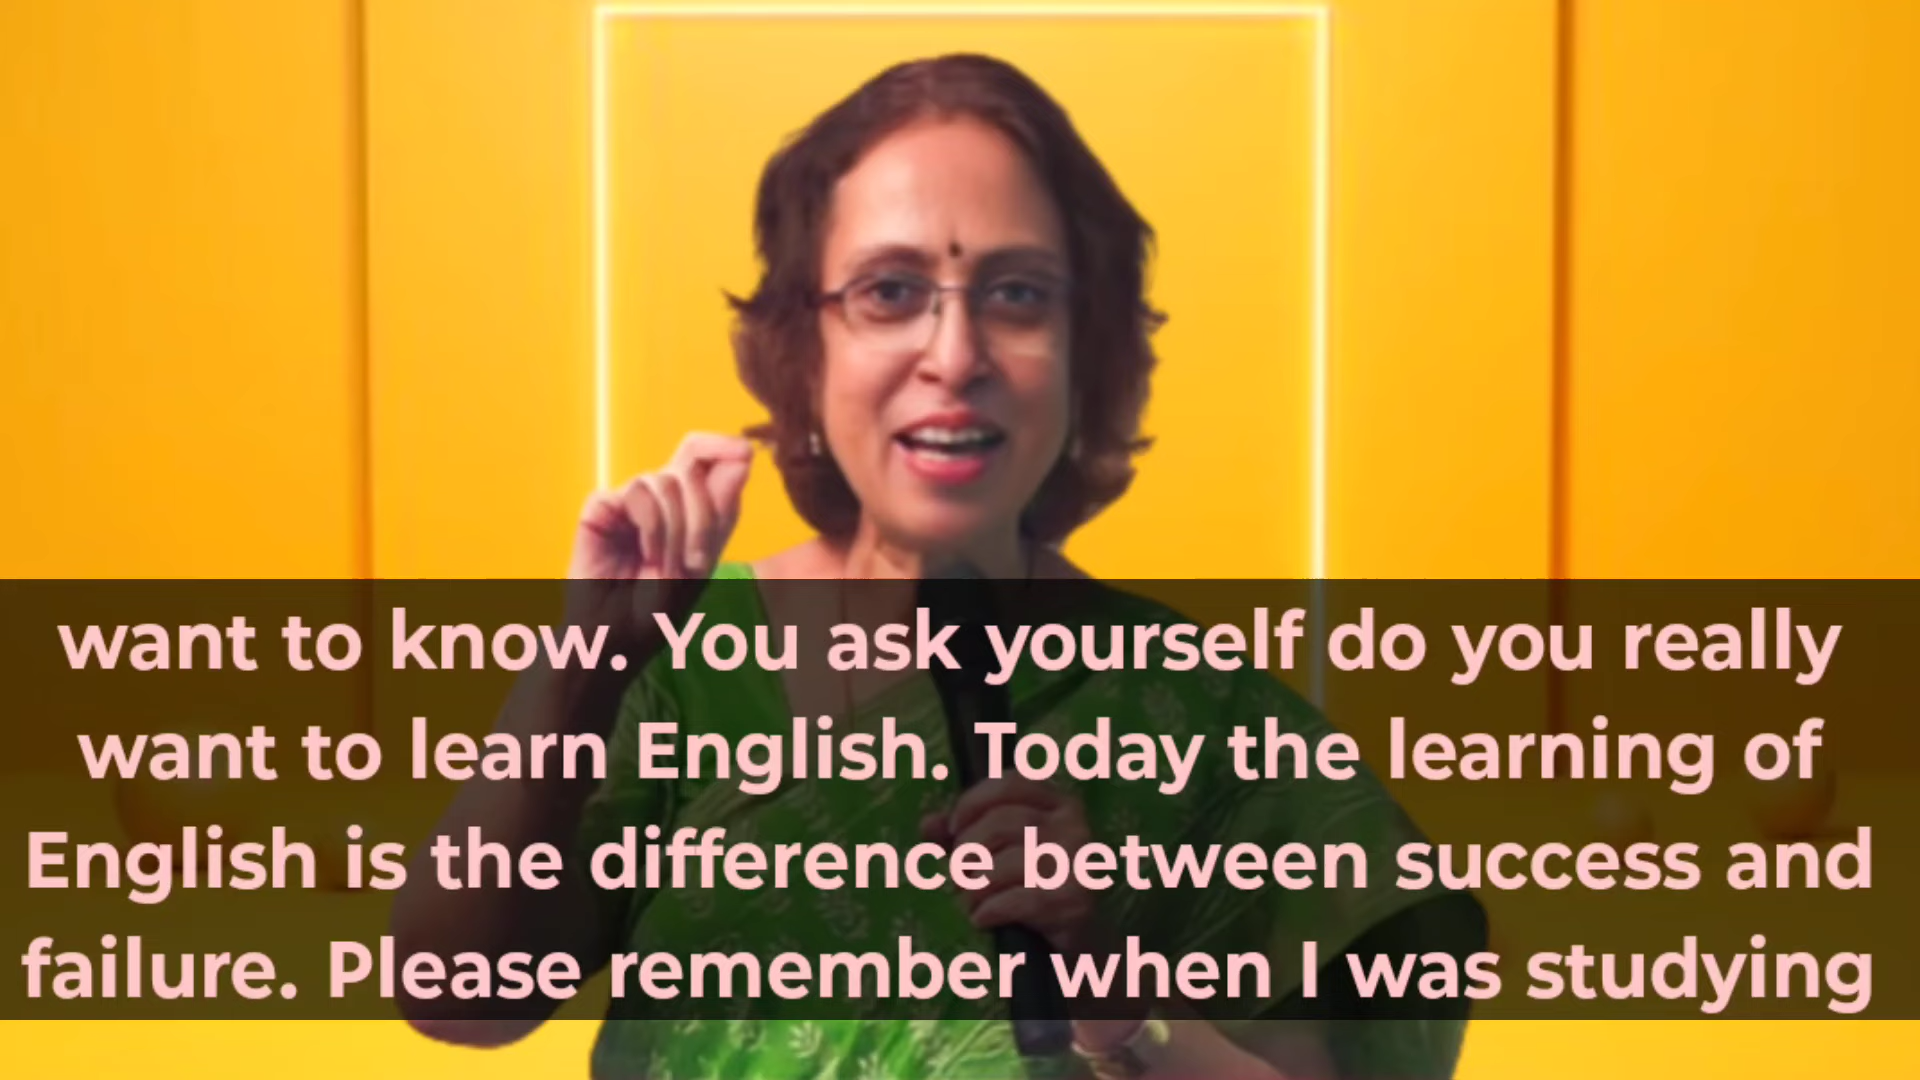 want to know. You ask yourself do you really
want to learn English. Today the learning of
English is the difference between success and
failure. Please remember when I was studying